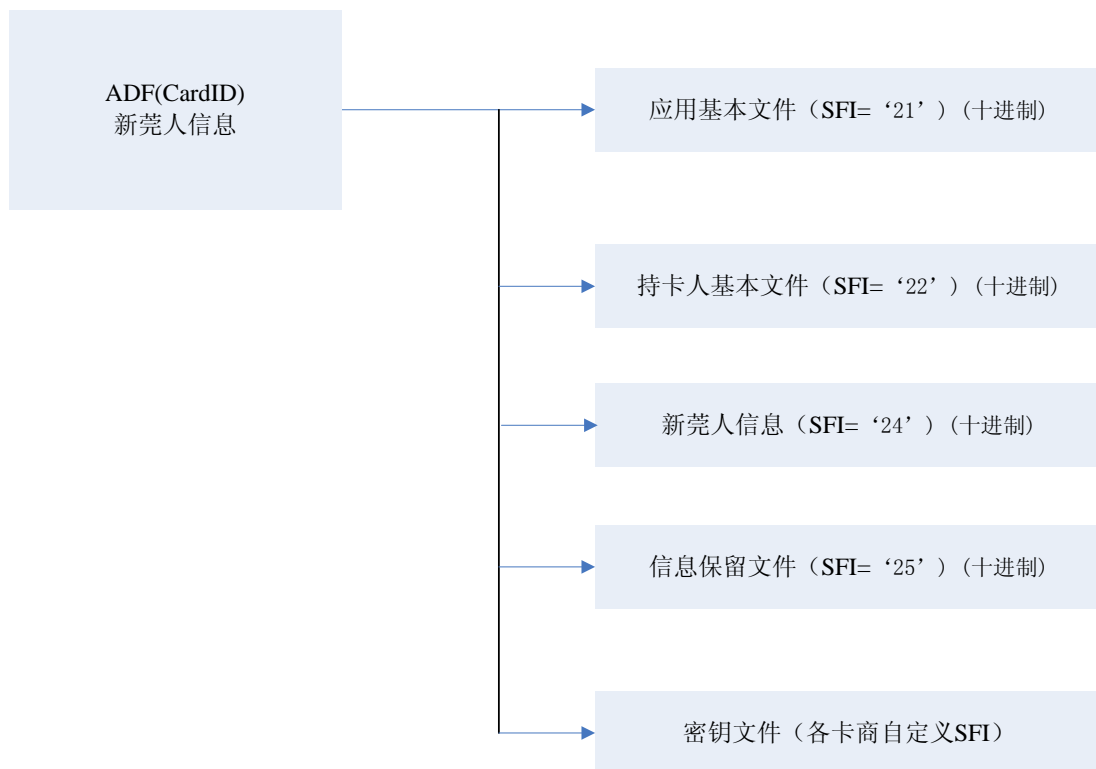 ADF(CardID)
新莞人信息
应用基本文件（SFI=‘21’）(十进制)
持卡人基本文件（SFI=‘22’）(十进制)
新莞人信息（SFI=‘24’）(十进制)
信息保留文件（SFI=‘25’）(十进制)
密钥文件（各卡商自定义SFI）